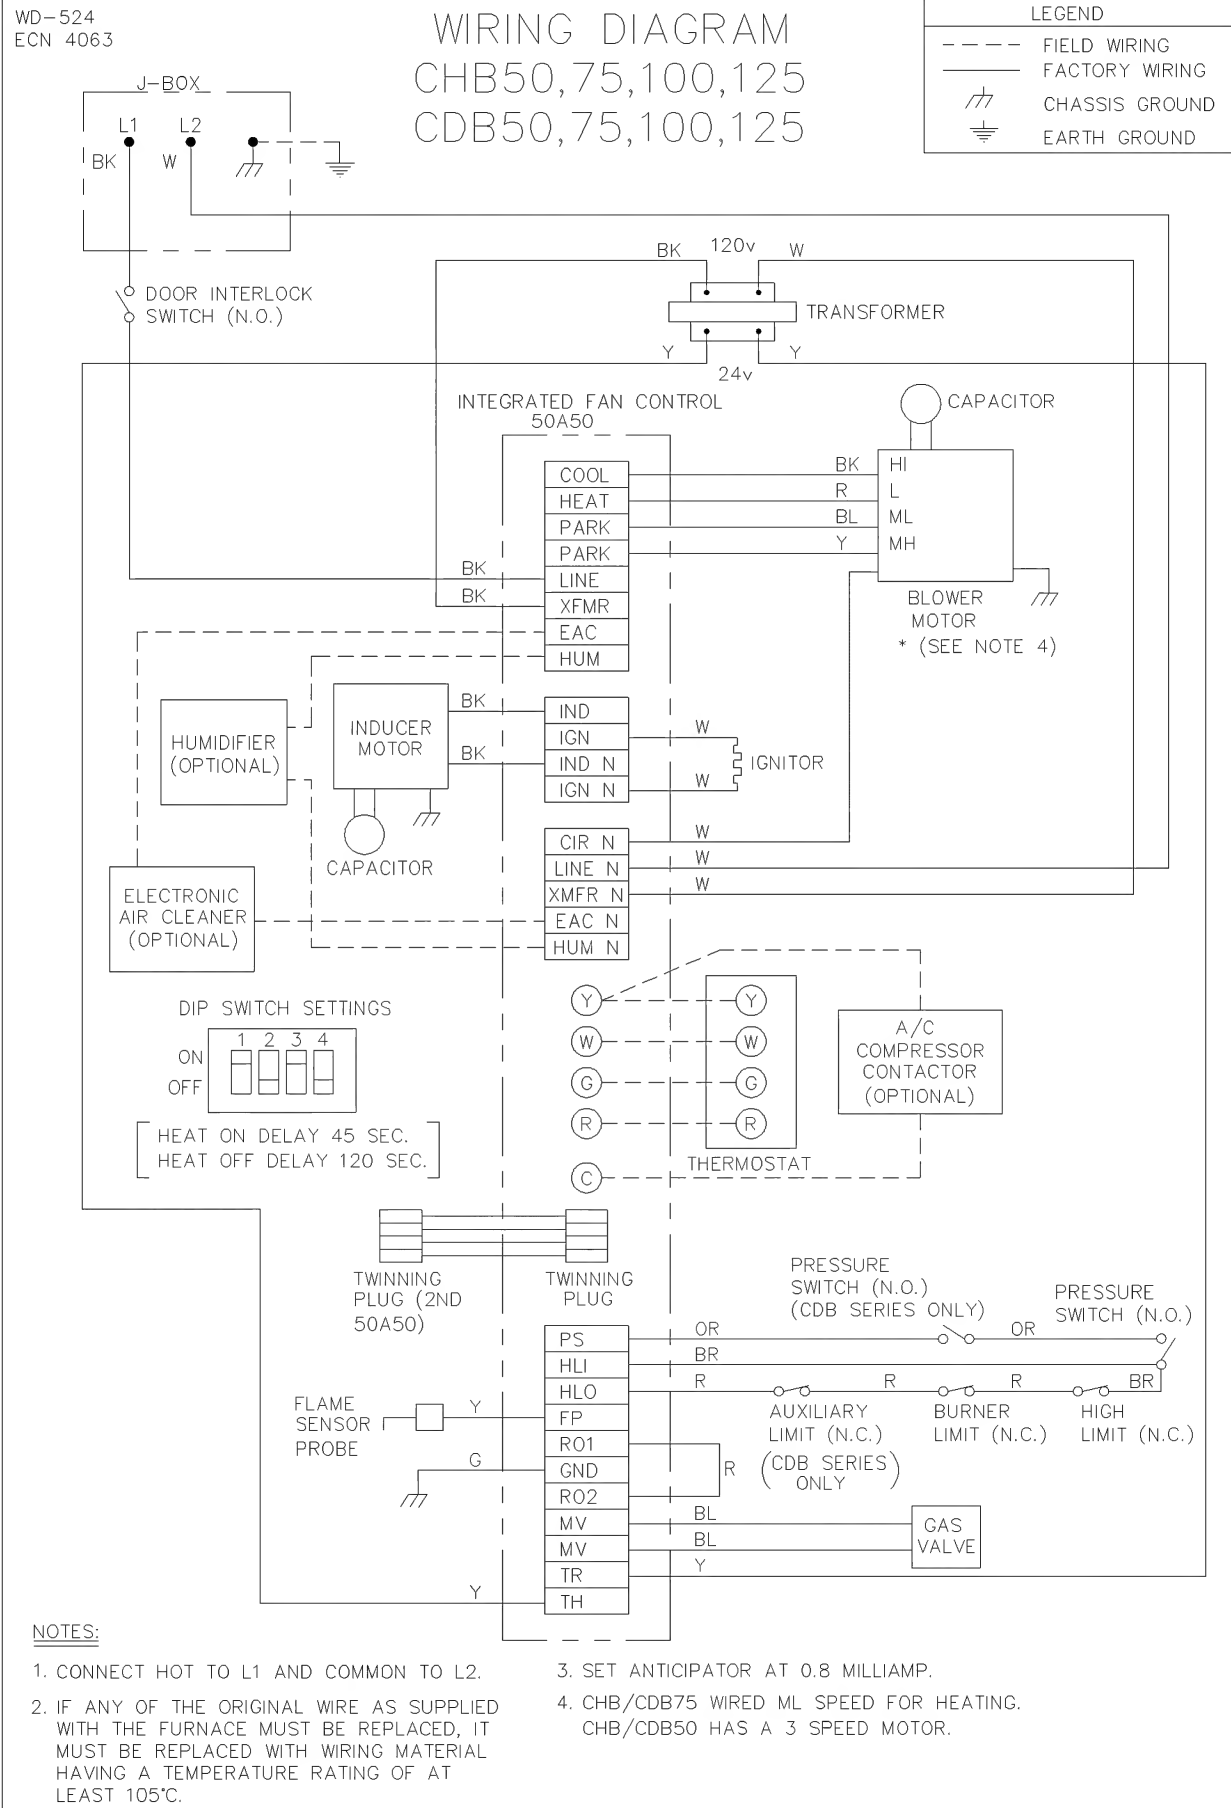 WD-524
ECN 4063
WIRING DIAGRAM
CHB50,75,100,125
CDB50,75,100,125
LEGEND
FIELD WIRING
FACTORY WIRING
CHASSIS GROUND
EARTH GROUND
J-BOX
L1
L2
BK
W
DOOR INTERLOCK
SWITCH (N.O.)
BK
120v
W
TRANSFORMER
Y
Y
24v
INTEGRATED FAN CONTROL
50A50
CAPACITOR
COOL
HEAT
PARK
PARK
LINE
XFMR
EAC
HUM
BK
BK
BK
R
BL
Y
HI
L
ML
MH
BLOWER
MOTOR
* (SEE NOTE 4)
HUMIDIFIER
(OPTIONAL)
INDUCER
MOTOR
BK
BK
CAPACITOR
IND
IGN
IND N
IGN N
W
W
IGNITOR
CIR N
LINE N
XMFR N
EAC N
HUM N
W
W
W
ELECTRONIC
AIR CLEANER
(OPTIONAL)
DIP SWITCH SETTINGS
1 2 3 4
ON
OFF
HEAT ON DELAY 45 SEC.
HEAT OFF DELAY 120 SEC.
Y
W
G
R
C
Y
W
G
R
THERMOSTAT
A/C
COMPRESSOR
CONTACTOR
(OPTIONAL)
TWINNING
PLUG (2ND
50A50)
TWINNING
PLUG
PRESSURE
SWITCH (N.O.)
(CDB SERIES ONLY)
PRESSURE
SWITCH (N.O.)
PS
HLI
HLO
FP
RO1
GND
RO2
MV
MV
TR
TH
OR
OR
BR
R
R
R
BR
AUXILIARY
LIMIT (N.C.)
(CDB SERIES)
ONLY
BURNER
LIMIT (N.C.)
HIGH
LIMIT (N.C.)
FLAME
SENSOR
PROBE
Y
G
R
BL
BL
Y
GAS
VALVE
Y
NOTES:
1. CONNECT HOT TO L1 AND COMMON TO L2.
2. IF ANY OF THE ORIGINAL WIRE AS SUPPLIED
WITH THE FURNACE MUST BE REPLACED, IT
MUST BE REPLACED WITH WIRING MATERIAL
HAVING A TEMPERATURE RATING OF AT
LEAST 105°C.
3. SET ANTICIPATOR AT 0.8 MILLIAMP.
4. CHB/CDB75 WIRED ML SPEED FOR HEATING.
CHB/CDB50 HAS A 3 SPEED MOTOR.